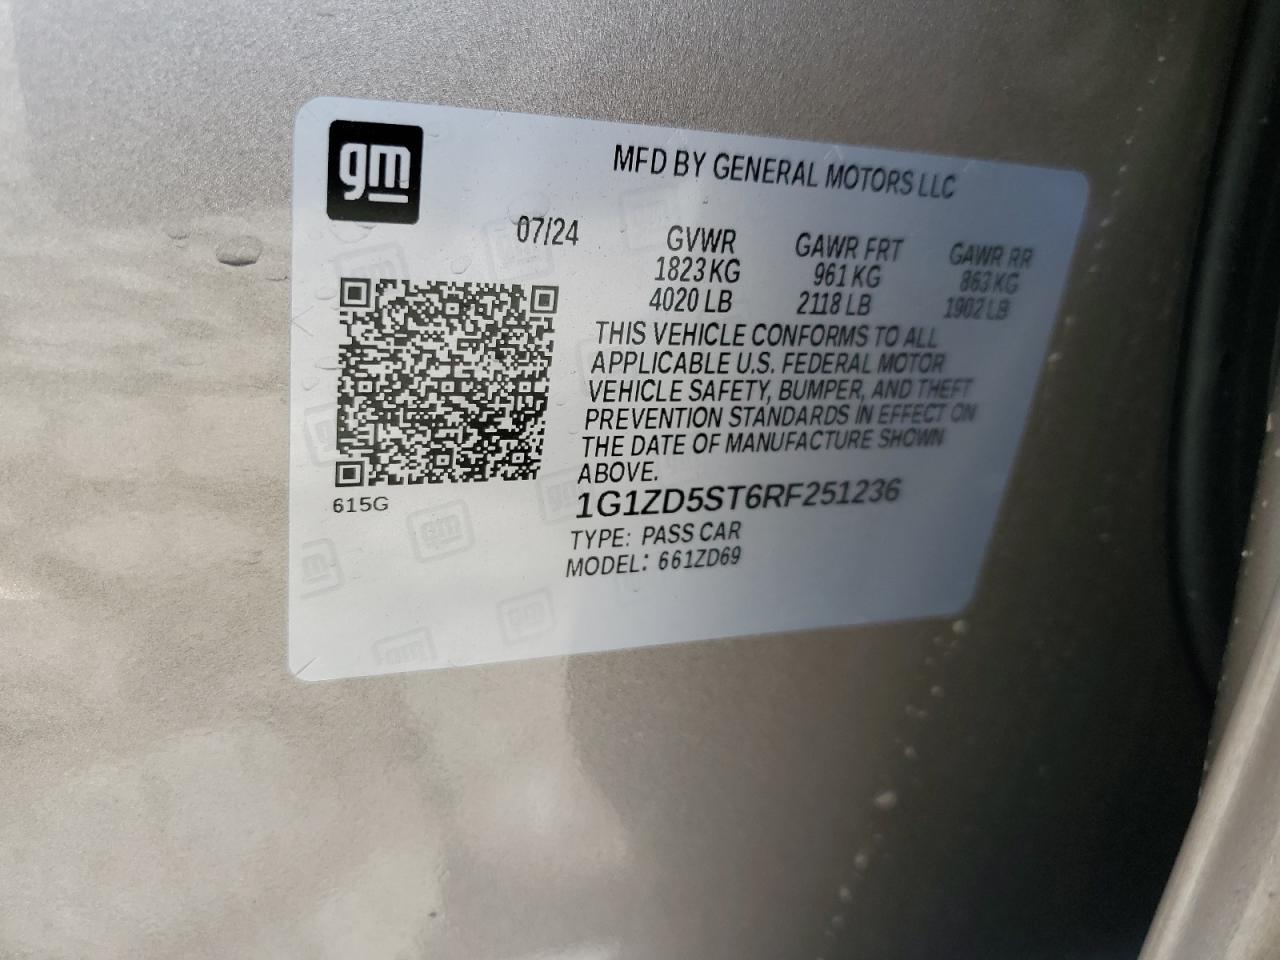 gm
MFD BY GENERAL MOTORS LLC
07/24
GVWR GAWR FRT GAWR RR
1823 KG 961 KG 863 KG
4020 LB 2118 LB 1902 LB
THIS VEHICLE CONFORMS TO ALL
APPLICABLE U.S. FEDERAL MOTOR
VEHICLE SAFETY, BUMPER, AND THEFT
PREVENTION STANDARDS IN EFFECT ON
THE DATE OF MANUFACTURE SHOWN
ABOVE.
615G
1G1ZD5ST6RF251236
TYPE: PASS CAR
MODEL: 661ZD69